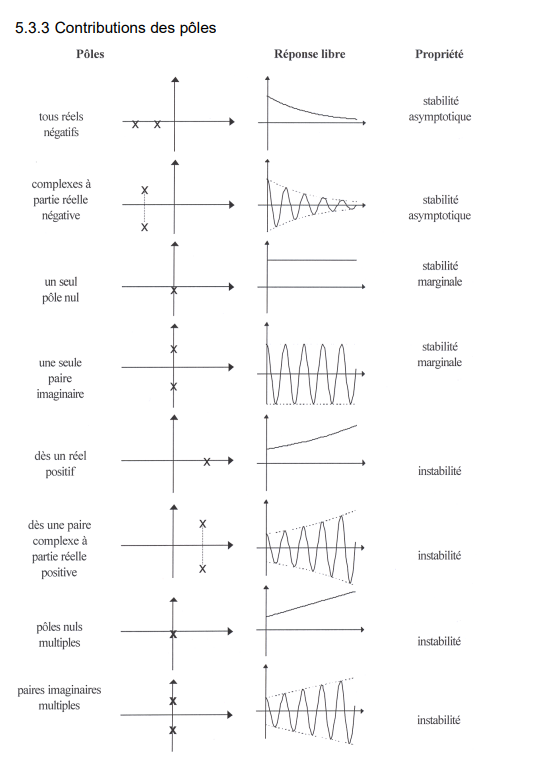 5.3.3 Contributions des pôles
Pôles
Réponse libre
Propriété
tous réels
négatifs
stabilité
asymptotique
complexes à
partie réelle
négative
stabilité
asymptotique
un seul
pôle nul
stabilité
marginale
une seule
paire
imaginaire
stabilité
marginale
dès un réel
positif
instabilité
dès une paire
complexe à
partie réelle
positive
instabilité
pôles nuls
multiples
instabilité
paires imaginaires
multiples
instabilité